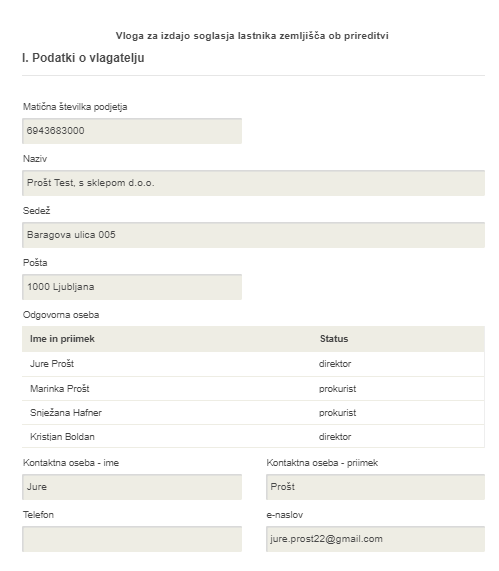 Vloga za izdajo soglasja lastnika zemljišča ob prireditvi
I. Podatki o vlagatelju
Matična številka podjetja
6943683000
Naziv
Prošt Test, s sklepom d.o.o.
Sedež
Baragova ulica 005
Pošta
1000 Ljubljana
Odgovorna oseba
Ime in priimek Status
Jure Prošt direktor
Marinka Prošt prokurist
Snježana Hafner prokurist
Kristjan Boldan direktor
Kontaktna oseba - ime Kontaktna oseba - priimek
Jure Prošt
Telefon e-naslov
jure.prost22@gmail.com